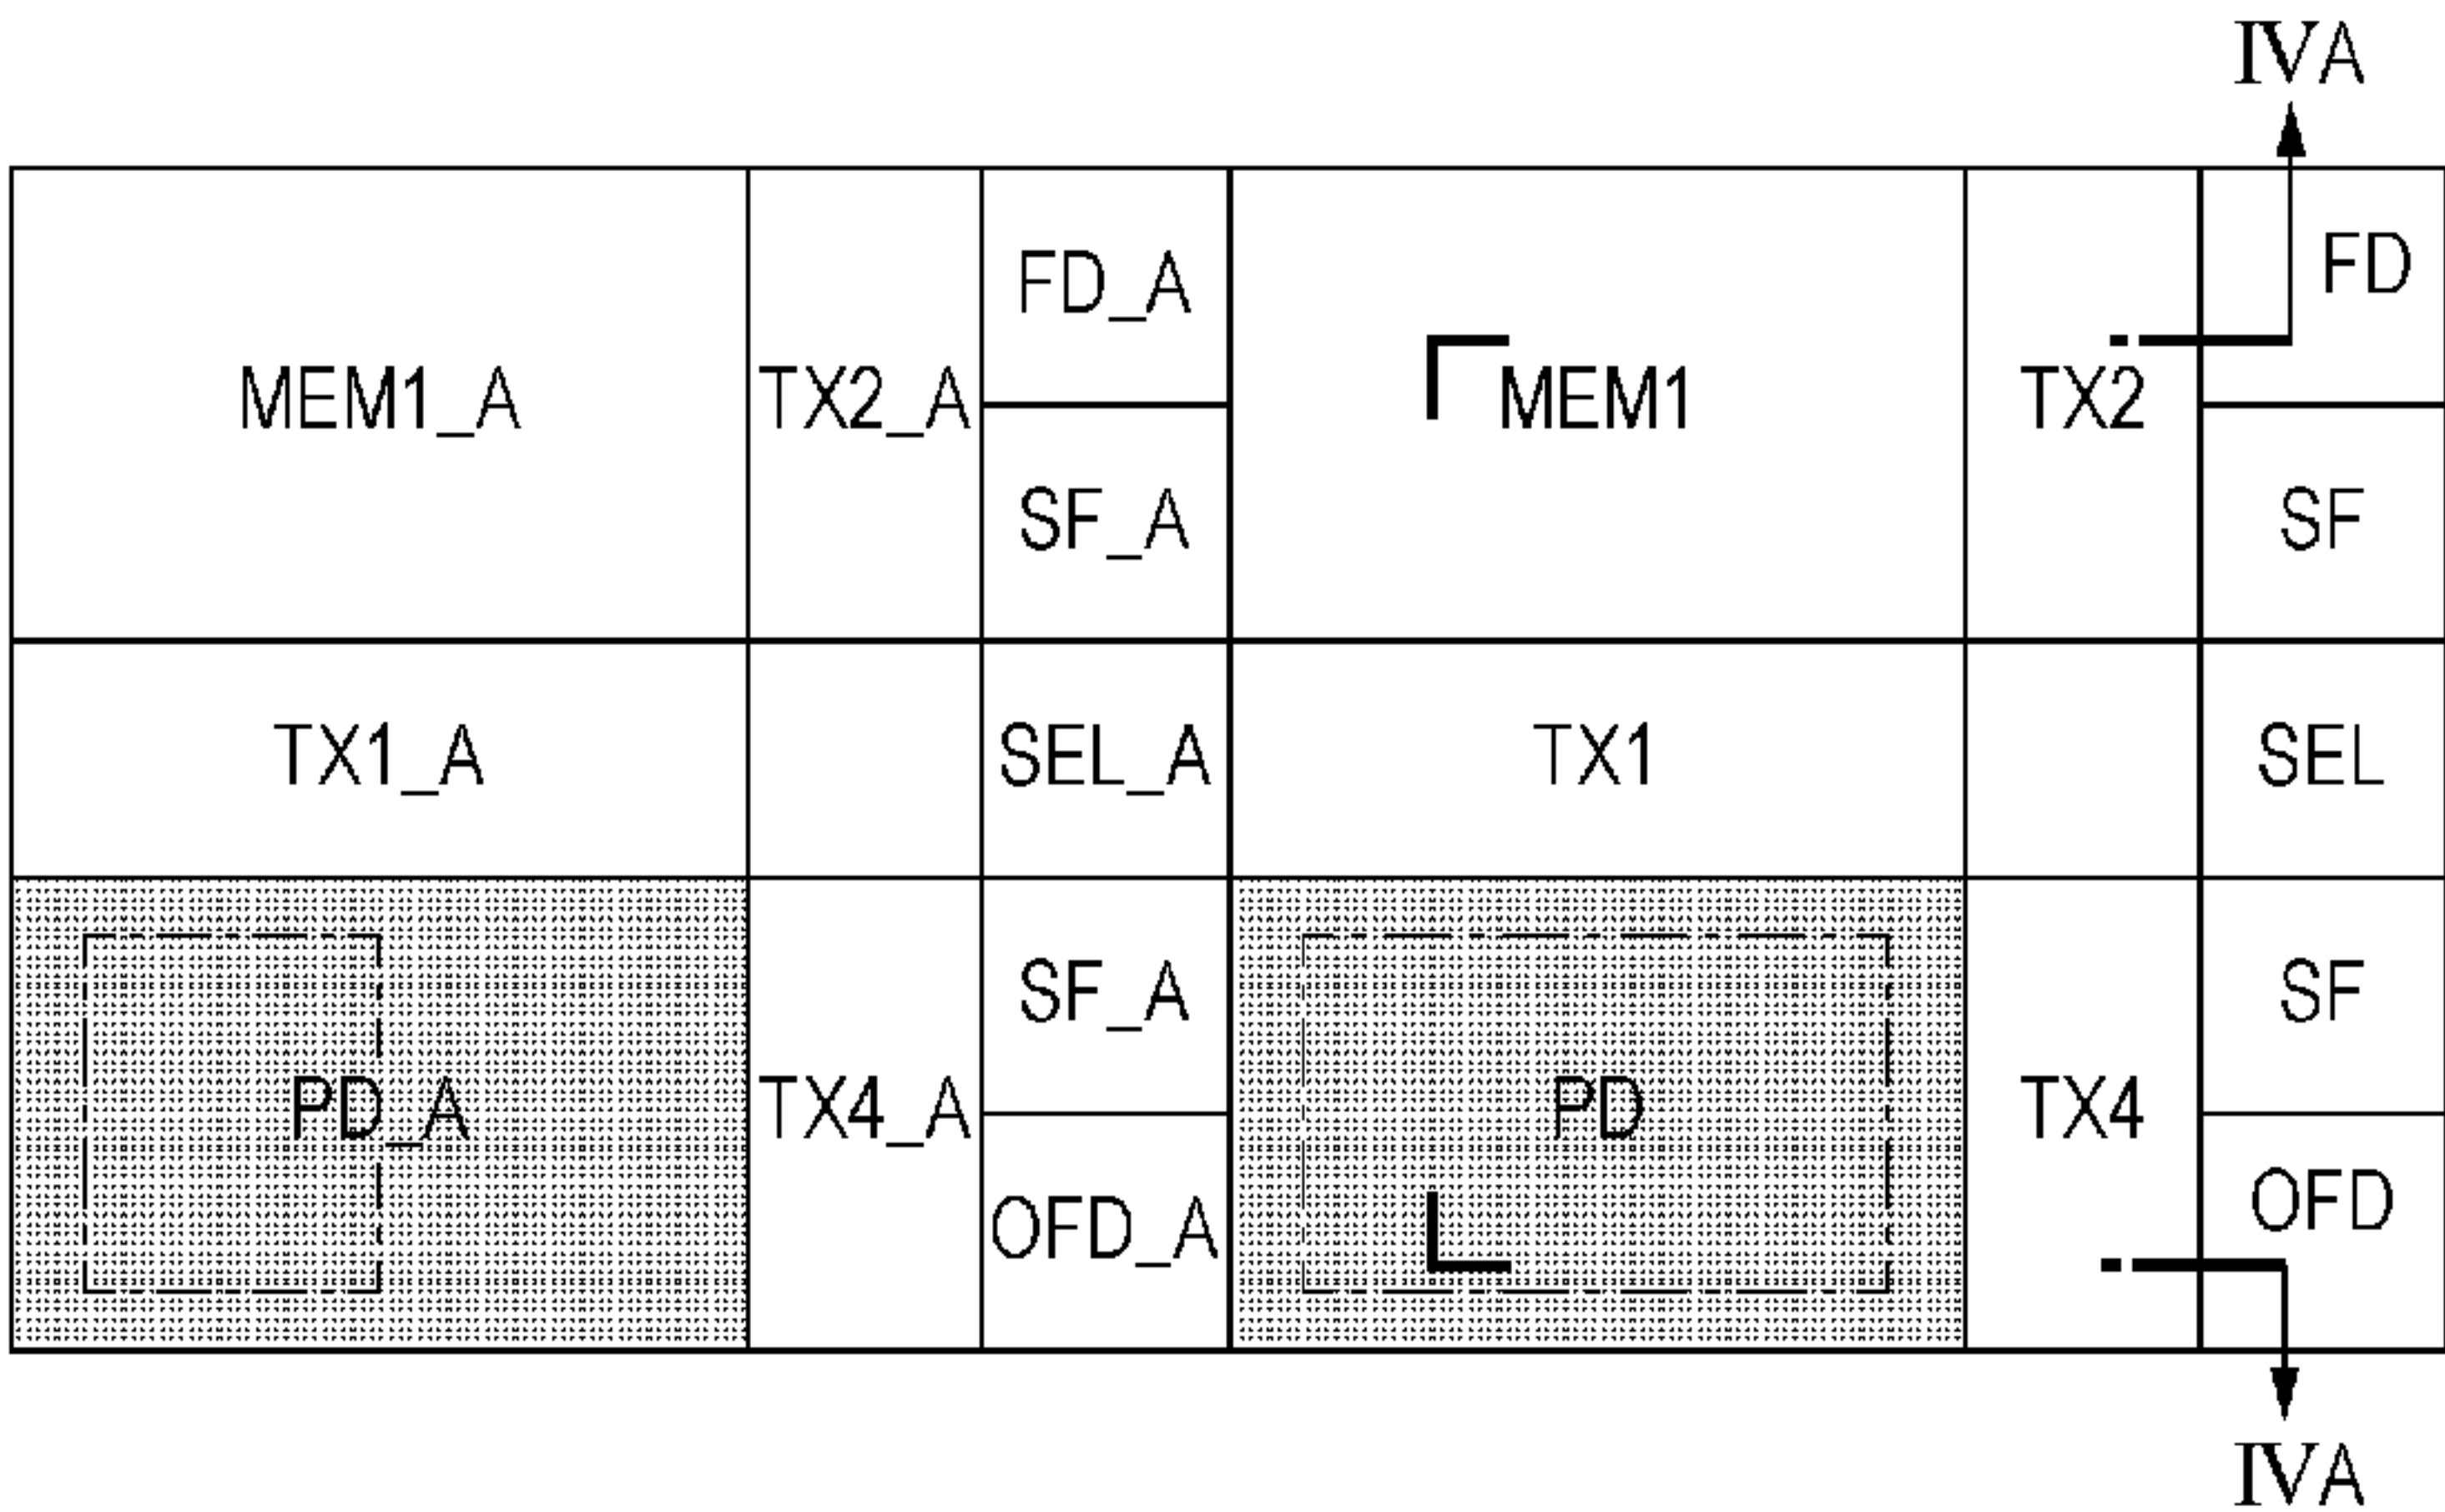 IVA
FD_A
FD
MEM1_A
TX2_A
MEM1
TX2
SF_A
SF
TX1_A
SEL_A
TX1
SEL
SF_A
SF
PD_A
TX4_A
PD
TX4
OFD_A
OFD
IVA